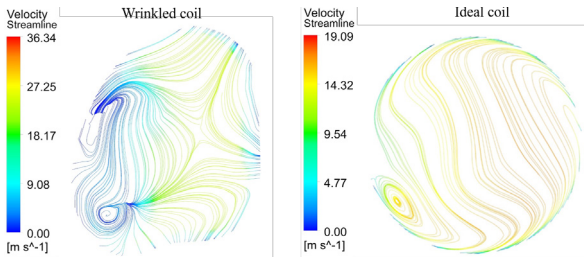 Wrinkled coil
Velocity
Streamline
36.34
27.25
18.17
9.08
0.00
[m s^-1]
Ideal coil
Velocity
Streamline
19.09
14.32
9.54
4.77
0.00
[m s^-1]